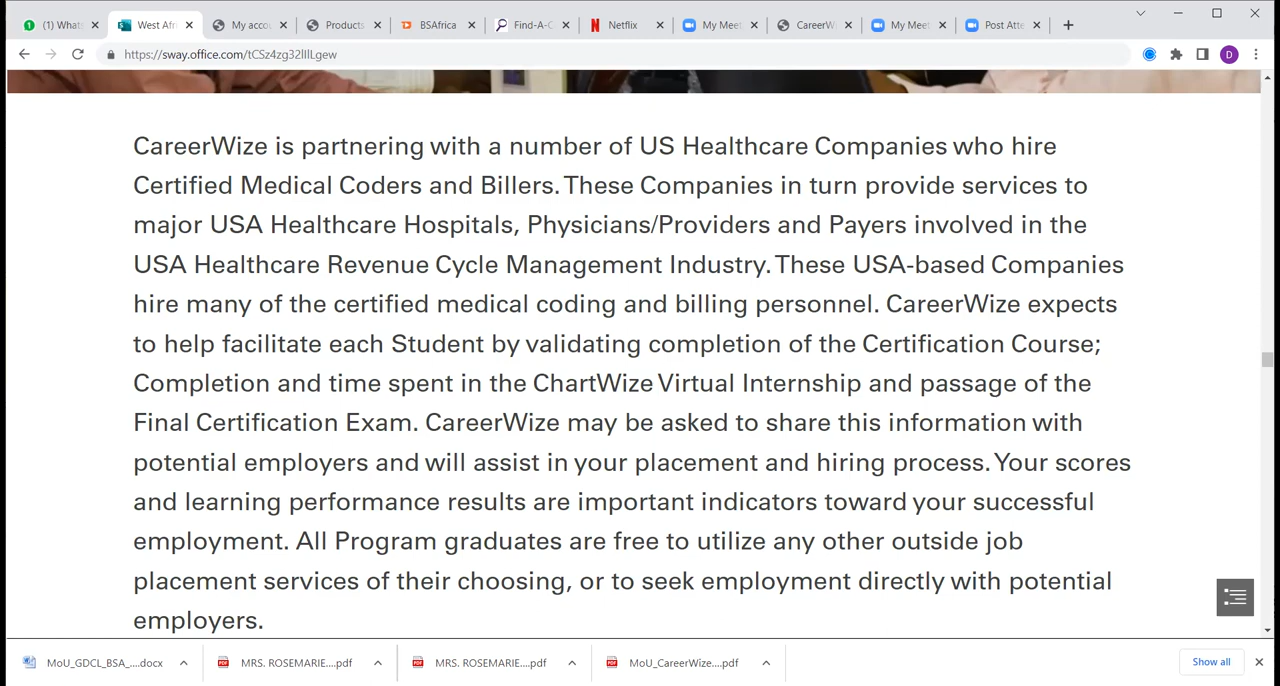 (1) What
West Afri
My acco
Products
BSAfrica
Find-A-C
Netflix
My Meet
CareerW
My Meet
Post Atte
https://sway.office.com/tCSz4zg32lIILgew
D
CareerWize is partnering with a number of US Healthcare Companies who hire
Certified Medical Coders and Billers. These Companies in turn provide services to
major USA Healthcare Hospitals, Physicians/Providers and Payers involved in the
USA Healthcare Revenue Cycle Management Industry. These USA-based Companies
hire many of the certified medical coding and billing personnel. CareerWize expects
to help facilitate each Student by validating completion of the Certification Course;
Completion and time spent in the ChartWize Virtual Internship and passage of the
Final Certification Exam. CareerWize may be asked to share this information with
potential employers and will assist in your placement and hiring process. Your scores
and learning performance results are important indicators toward your successful
employment. All Program graduates are free to utilize any other outside job
placement services of their choosing, or to seek employment directly with potential
employers.
MoU_GDCL_BSA_....docx
MRS. ROSEMARIE....pdf
MRS. ROSEMARIE....pdf
MoU_CareerWize....pdf
Show all